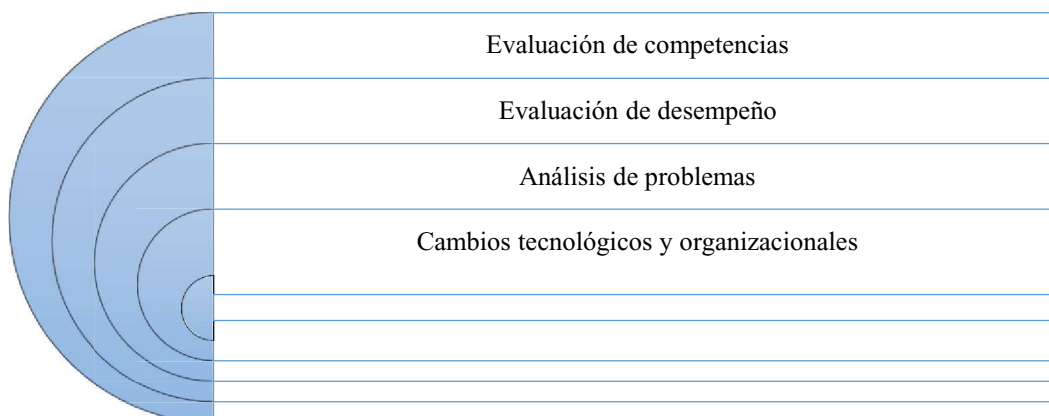 Evaluación de competencias
Evaluación de desempeño
Análisis de problemas
Cambios tecnológicos y organizacionales